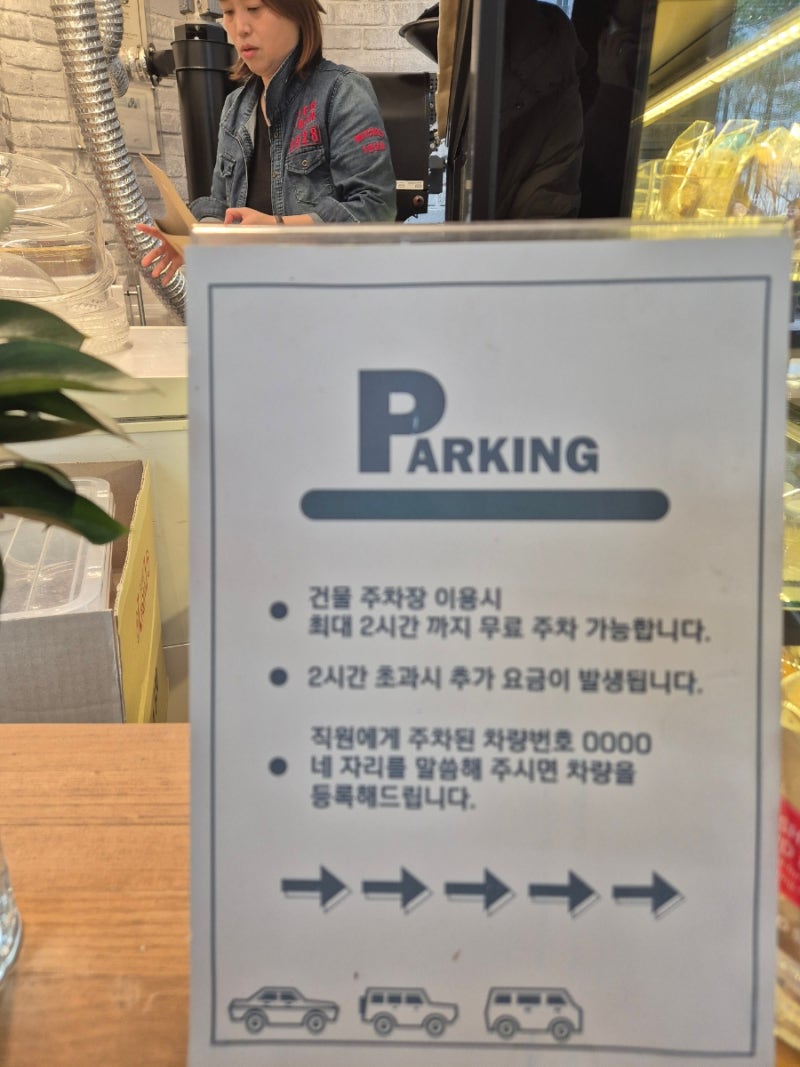 PARKING
건물 주차장 이용시
최대 2시간 까지 무료 주차 가능합니다.
2시간 초과시 추가 요금이 발생됩니다.
직원에게 주차된 차량번호 0000
네 자리를 말씀해 주시면 차량을
등록해드립니다.